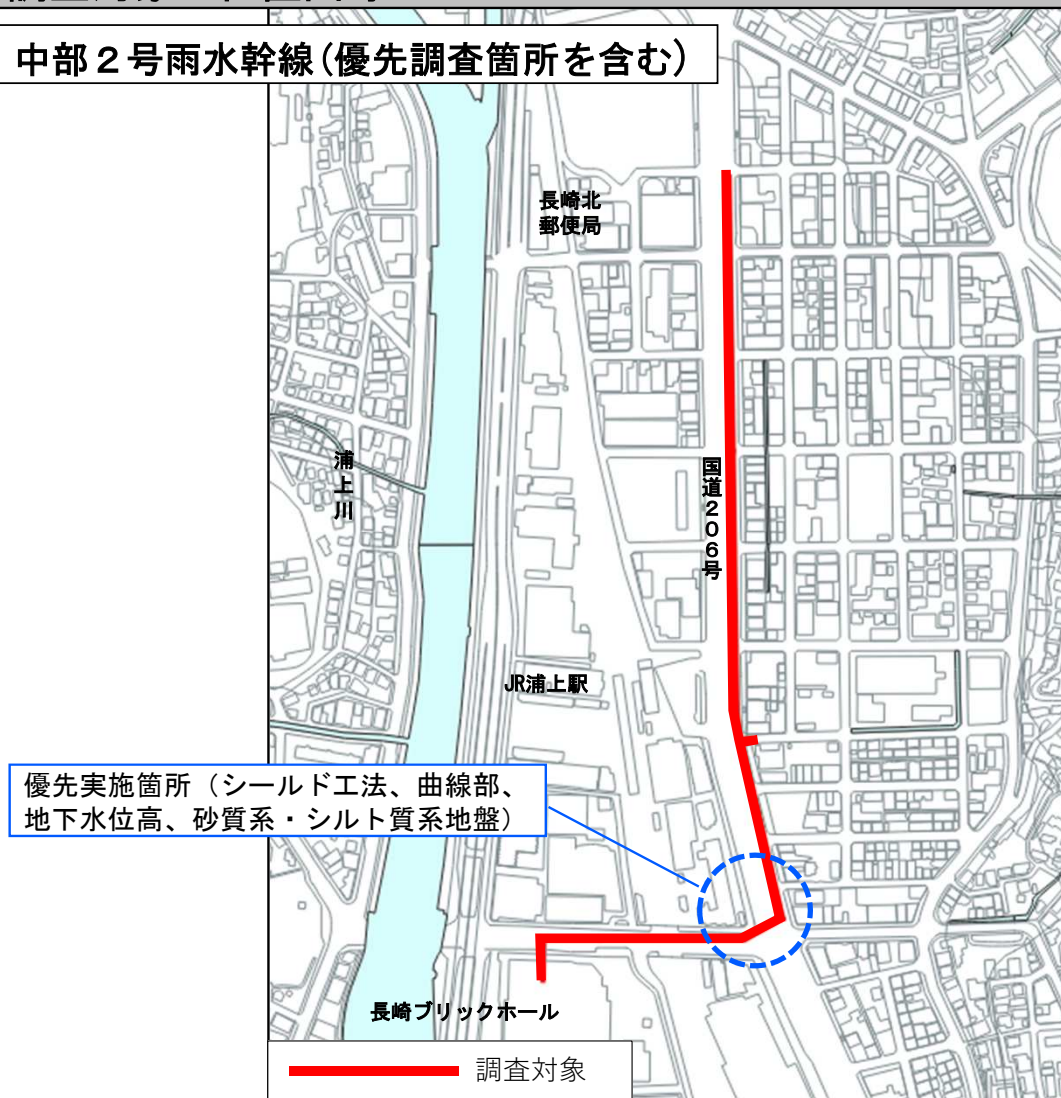 中部２号雨水幹線(優先調査箇所を含む)
長崎北
郵便局
浦上川
国道２０６号
JR浦上駅
優先実施箇所（シールド工法、曲線部、
地下水位高、砂質系・シルト質系地盤）
長崎ブリックホール
調査対象